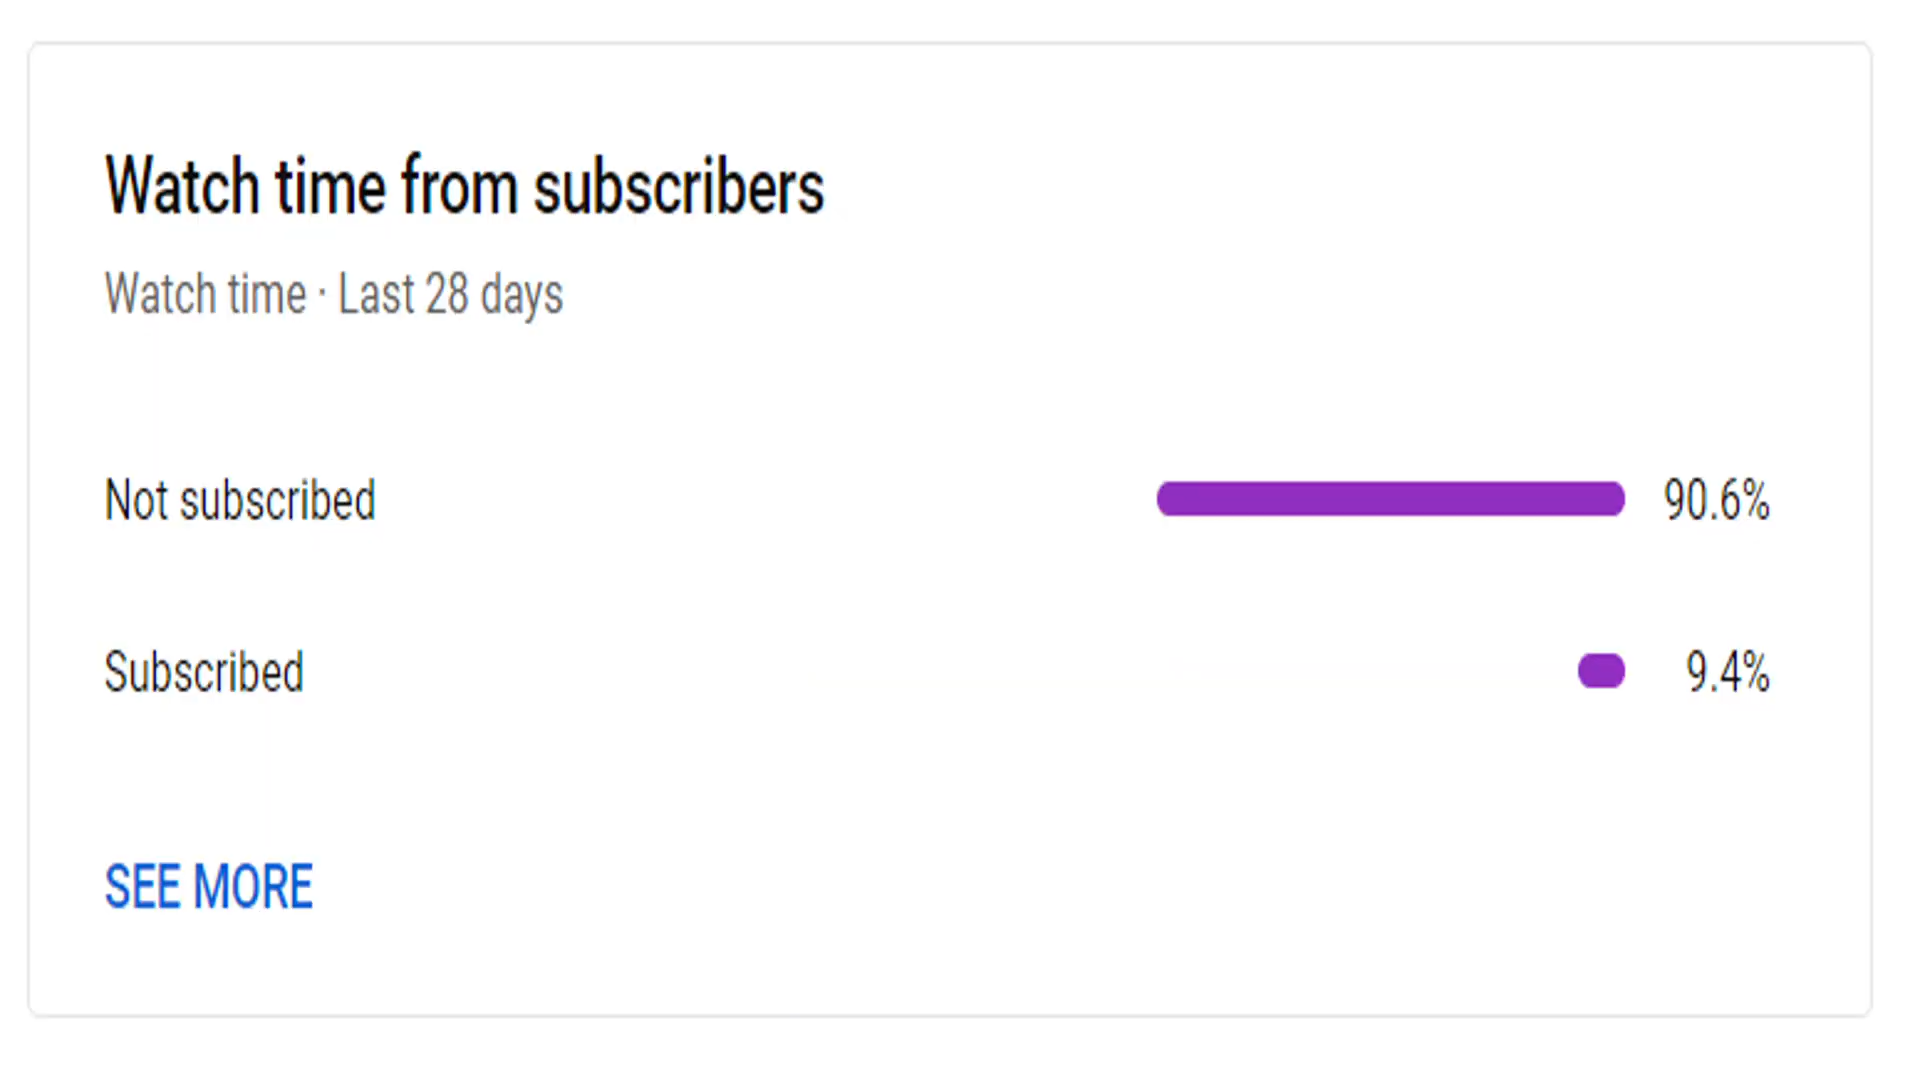 Watch time from subscribers
Watch time · Last 28 days
Not subscribed 90.6%
Subscribed 9.4%
SEE MORE